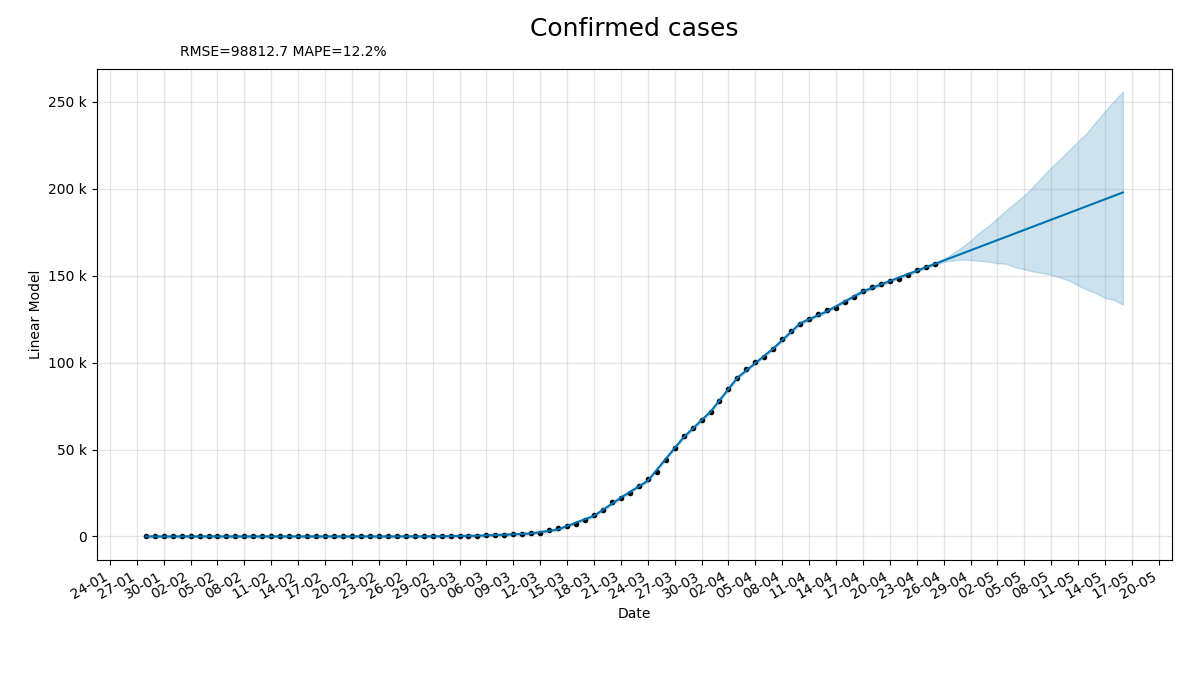 Confirmed cases
RMSE=98812.7 MAPE=12.2%
250 k
200 k
150 k
100 k
50 k
0
Linear Model
24-01 27-01 30-01 02-02 05-02 08-02 11-02 14-02 17-02 20-02 23-02 26-02 29-02 03-03 06-03 09-03 12-03 15-03 18-03 21-03 24-03 27-03 30-03 02-04 05-04 08-04 11-04 14-04 17-04 20-04 23-04 26-04 29-04 02-05 05-05 08-05 11-05 14-05 17-05 20-05
Date